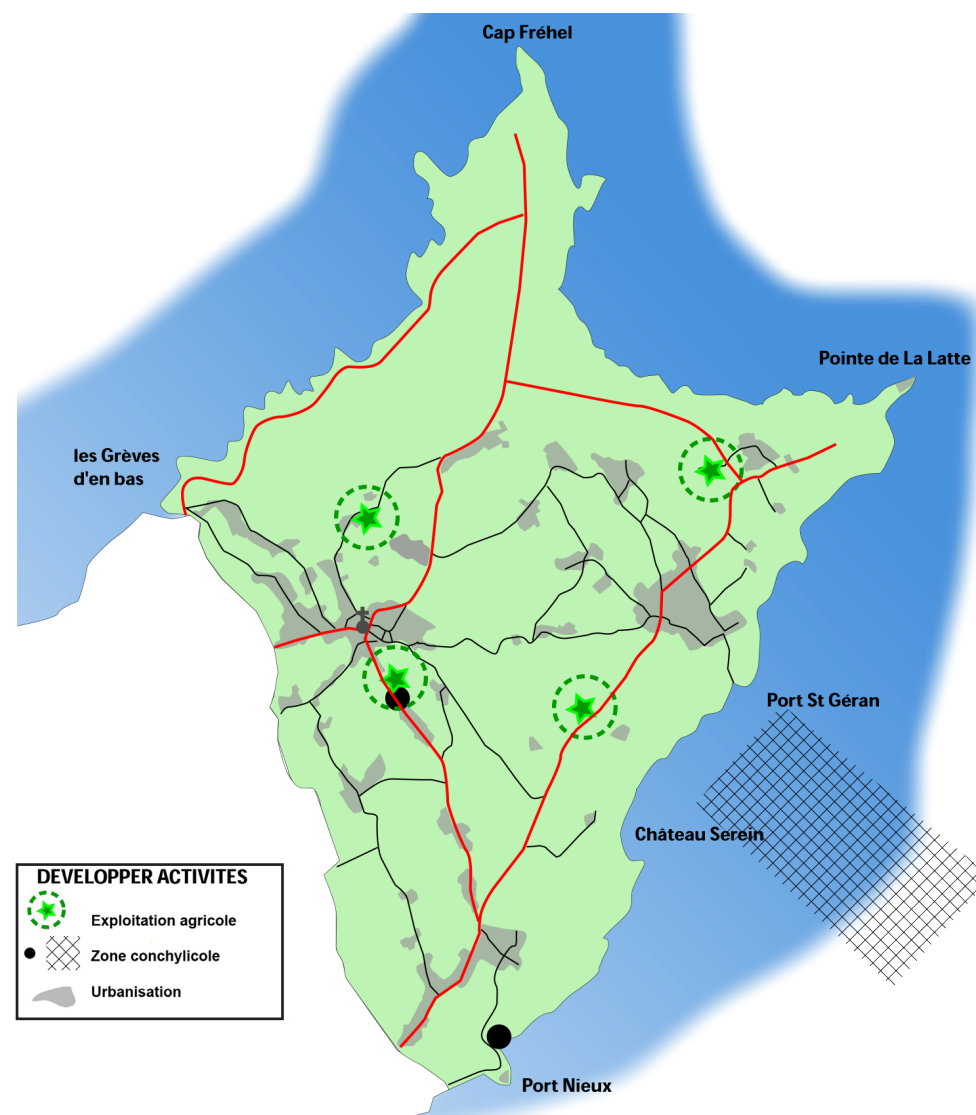 Cap Fréhel
Pointe de La Latte
les Grèves
d'en bas
Port St Géran
Château Serein
DEVELOPPER ACTIVITES
Exploitation agricole
Zone conchylicole
Urbanisation
Port Nieux